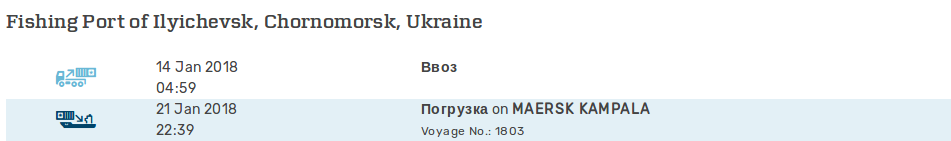 Fishing Port of Ilyichevsk, Chornomorsk, Ukraine
14 Jan 2018 Ввоз
04:59
21 Jan 2018 Погрузка on MAERSK KAMPALA
22:39 Voyage No.: 1803